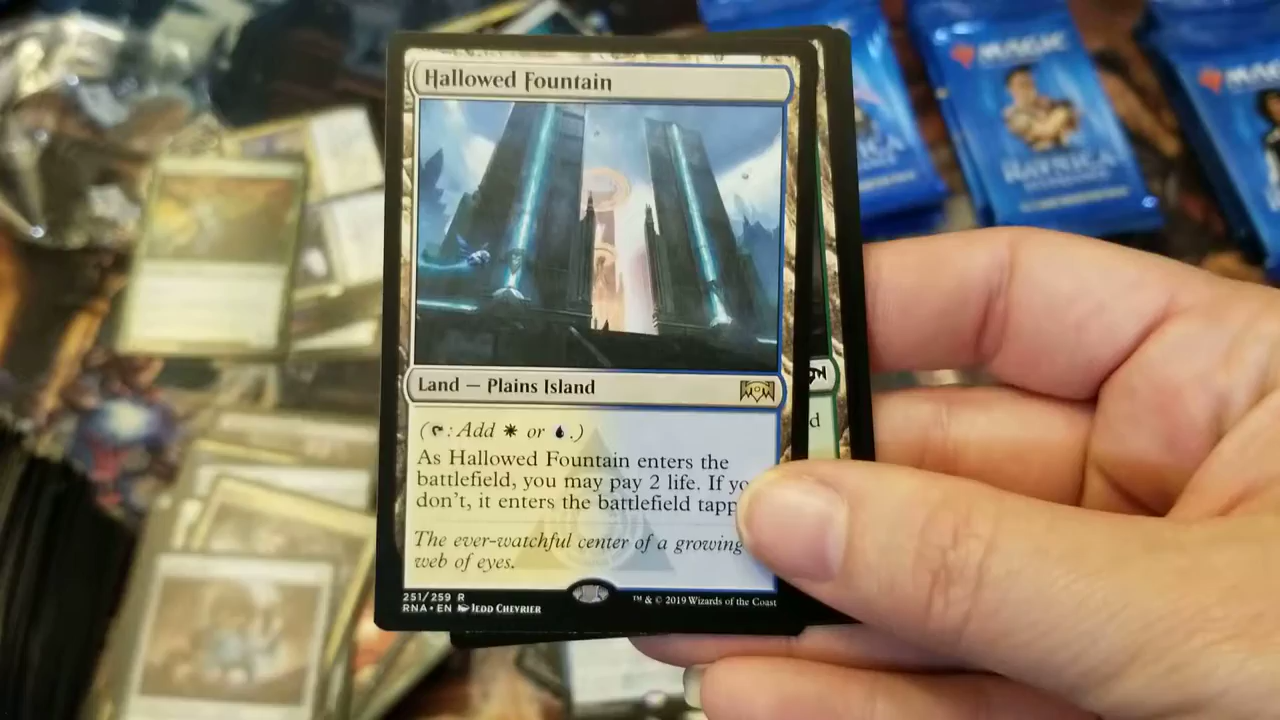 Hallowed Fountain
Land — Plains Island
( : Add or .)
As Hallowed Fountain enters the
battlefield, you may pay 2 life. If
don't, it enters the battlefield
The ever-watchful center of a growing
web of eyes.
251/259 R
RNA • EN Jedd Chevrier
™ & © 2019 Wizards of the Coast
MAGIC
RAVNICA
MAGIC